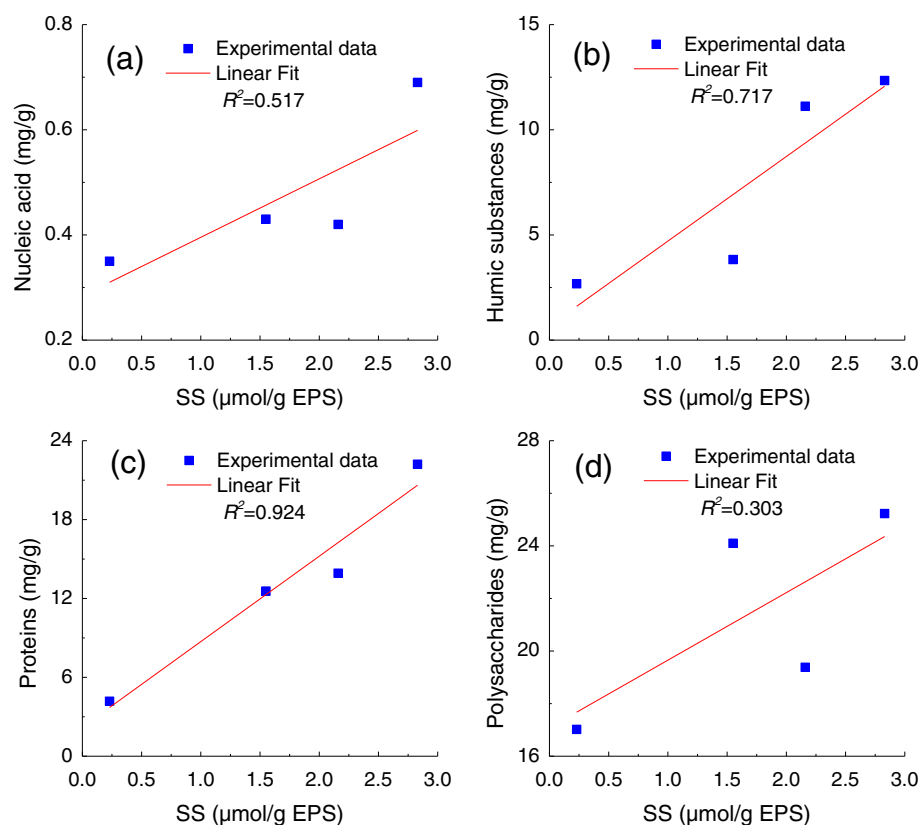 (a)
Experimental data
Linear Fit
R²=0.517
Nucleic acid (mg/g)
0.8
0.6
0.4
0.2
0.0 0.5 1.0 1.5 2.0 2.5 3.0
SS (μmol/g EPS)
(b)
Experimental data
Linear Fit
R²=0.717
Humic substances (mg/g)
15
10
5
0
0.0 0.5 1.0 1.5 2.0 2.5 3.0
SS (μmol/g EPS)
(c)
Experimental data
Linear Fit
R²=0.924
Proteins (mg/g)
24
18
12
6
0
0.0 0.5 1.0 1.5 2.0 2.5 3.0
SS (μmol/g EPS)
(d)
Experimental data
Linear Fit
R²=0.303
Polysaccharides (mg/g)
28
25
22
19
16
0.0 0.5 1.0 1.5 2.0 2.5 3.0
SS (μmol/g EPS)